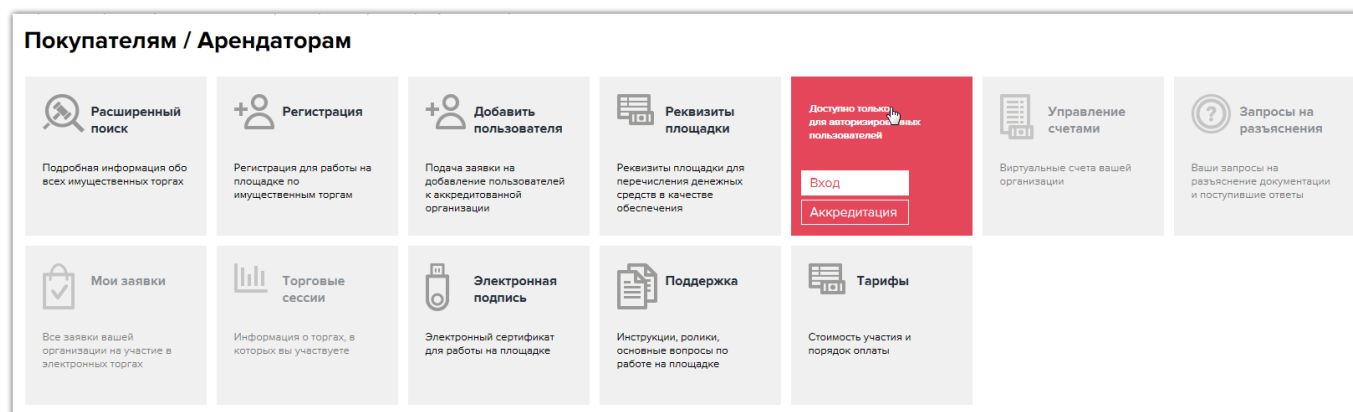 Покупателям / Арендаторам
Расширенный
поиск
Подробная информация обо
всех имущественных торгах
Регистрация
Регистрация для работы на
площадке по
имущественным торгам
Добавить
пользователя
Подача заявки на
добавление пользователей
к аккредитованной
организации
Реквизиты
площадки
Реквизиты площадки для
перечисления денежных
средств в качестве
обеспечения
Доступно только
для авторизированных
пользователей
Вход
Аккредитация
Управление
счетами
Виртуальные счета вашей
организации
Запросы на
разъяснения
Ваши запросы на
разъяснение документации
и поступившие ответы
Мои заявки
Все заявки вашей
организации на участие в
электронных торгах
Торговые
сессии
Информация о торгах, в
которых вы участвуете
Электронная
подпись
Электронный сертификат
для работы на площадке
Поддержка
Инструкции, ролики,
основные вопросы по
работе на площадке
Тарифы
Стоимость участия и
порядок оплаты